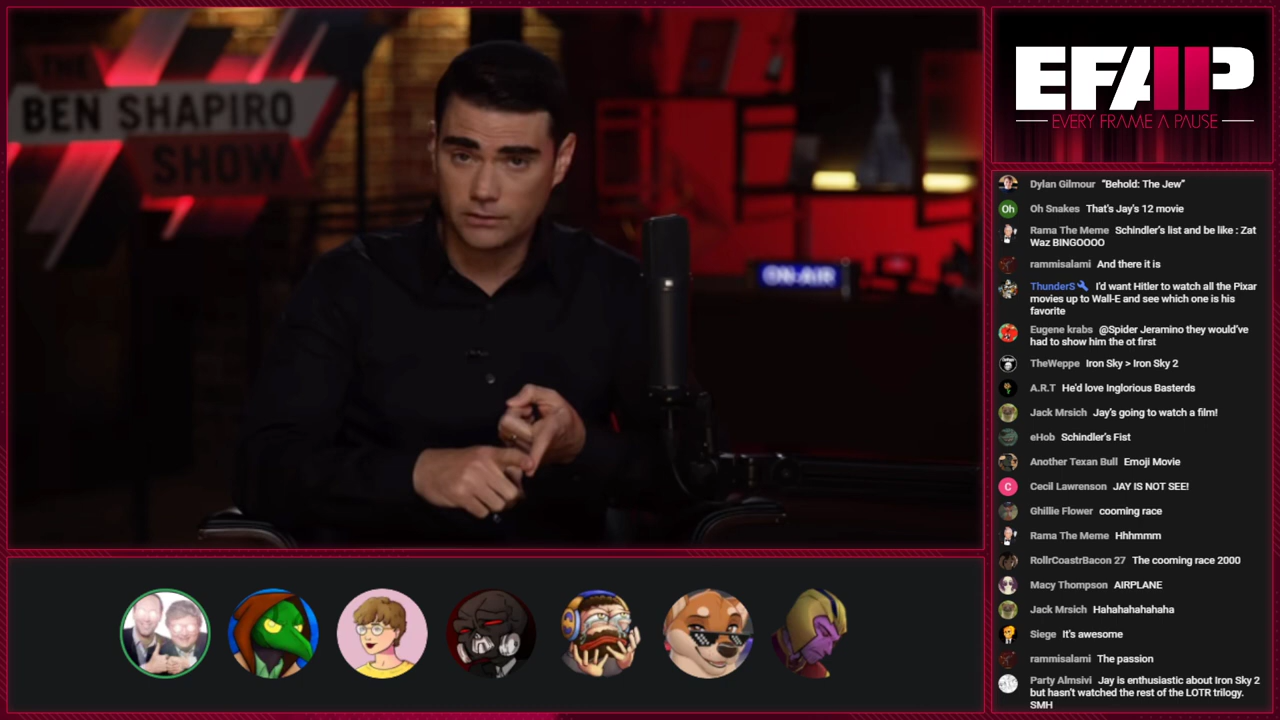 THE
BEN SHAPIRO
SHOW
ON-AIR
EFAP
EVERY FRAME A PAUSE
Dylan Gilmour "Behold: The Jew"
Oh
Oh Snakes That's Jay's 12 movie
Rama The Meme Schindler's list and be like : Zat
Waz BINGOOOO
rammisalami And there it is
ThunderS I'd want Hitler to watch all the Pixar
movies up to Wall-E and see which one is his
favorite
Eugene krabs @Spider Jeramino they would've
had to show him the ot first
TheWeppe Iron Sky > Iron Sky 2
A.R.T He'd love Inglorious Basterds
Jack Mrsich Jay's going to watch a film!
eHob Schindler's Fist
Another Texan Bull Emoji Movie
C
Cecil Lawrenson JAY IS NOT SEE!
Ghillie Flower cooming race
Rama The Meme Hhhmmm
RollrCoastrBacon 27 The cooming race 2000
Macy Thompson AIRPLANE
Jack Mrsich Hahahahahahaha
Siege It's awesome
rammisalami The passion
Party Almsivi Jay is enthusiastic about Iron Sky 2
but hasn't watched the rest of the LOTR trilogy.
SMH